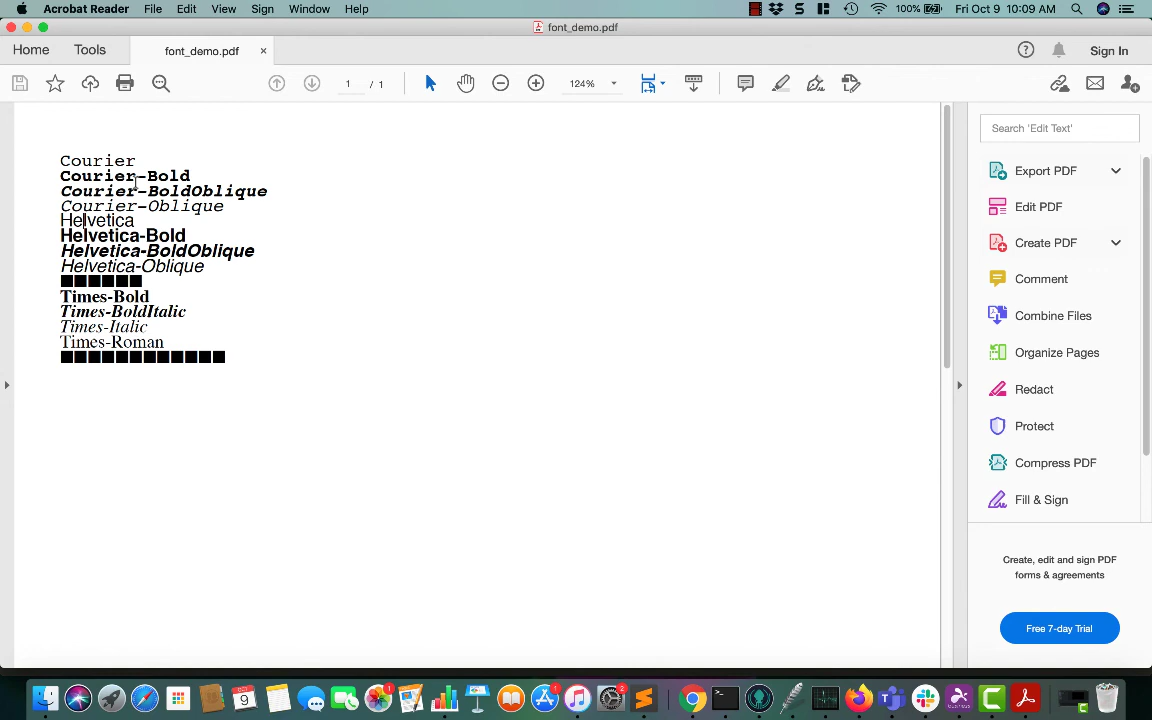 Acrobat Reader File Edit View Sign Window Help 100% Fri Oct 9 10:09 AM
font_demo.pdf
Home Tools font_demo.pdf × Sign In
1 / 1 124%
Courier
Courier-Bold
Courier-BoldOblique
Courier-Oblique
Helvetica
Helvetica-Bold
Helvetica-BoldOblique
Helvetica-Oblique
■■■■■■
Times-Bold
Times-BoldItalic
Times-Italic
Times-Roman
■■■■■■■■■■■■
Search 'Edit Text'
Export PDF
Edit PDF
Create PDF
Comment
Combine Files
Organize Pages
Redact
Protect
Compress PDF
Fill & Sign
Create, edit and sign PDF
forms & agreements
Free 7-day Trial